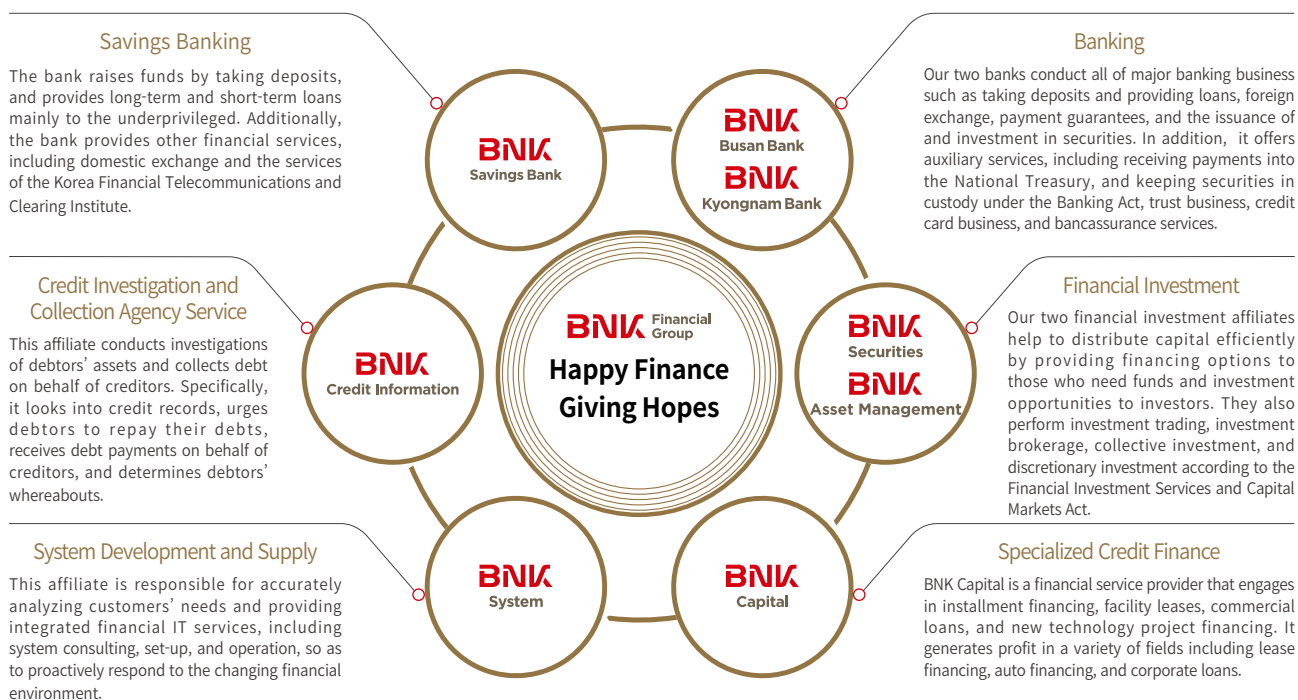 Savings Banking
The bank raises funds by taking deposits,
and provides long-term and short-term loans
mainly to the underprivileged. Additionally,
the bank provides other financial services,
including domestic exchange and the services
of the Korea Financial Telecommunications and
Clearing Institute.
Credit Investigation and
Collection Agency Service
This affiliate conducts investigations
of debtors’ assets and collects debt
on behalf of creditors. Specifically,
it looks into credit records, urges
debtors to repay their debts,
receives debt payments on behalf of
creditors, and determines debtors’
whereabouts.
System Development and Supply
This affiliate is responsible for accurately
analyzing customers’ needs and providing
integrated financial IT services, including
system consulting, set-up, and operation, so as
to proactively respond to the changing financial
environment.
BNK
Savings Bank
BNK
Busan Bank
BNK
Kyongnam Bank
BNK
Credit Information
BNK Financial
Group
Happy Finance
Giving Hopes
BNK
Securities
BNK
Asset Management
BNK
System
BNK
Capital
Banking
Our two banks conduct all of major banking business
such as taking deposits and providing loans, foreign
exchange, payment guarantees, and the issuance of
and investment in securities. In addition, it offers
auxiliary services, including receiving payments into
the National Treasury, and keeping securities in
custody under the Banking Act, trust business, credit
card business, and bancassurance services.
Financial Investment
Our two financial investment affiliates
help to distribute capital efficiently
by providing financing options to
those who need funds and investment
opportunities to investors. They also
perform investment trading, investment
brokerage, collective investment, and
discretionary investment according to the
Financial Investment Services and Capital
Markets Act.
Specialized Credit Finance
BNK Capital is a financial service provider that engages
in installment financing, facility leases, commercial
loans, and new technology project financing. It
generates profit in a variety of fields including lease
financing, auto financing, and corporate loans.